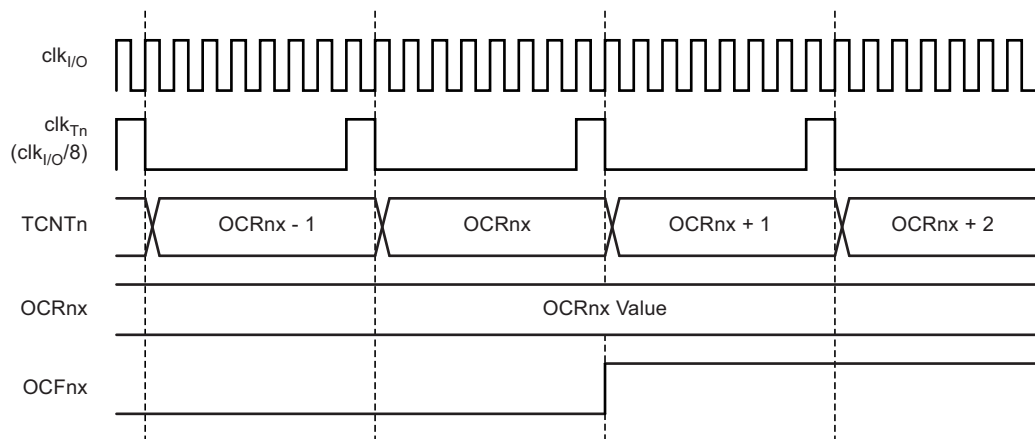 clkI/O
clkTn
(clkI/O/8)
TCNTn
OCRnx - 1
OCRnx
OCRnx + 1
OCRnx + 2
OCRnx
OCRnx Value
OCFnx